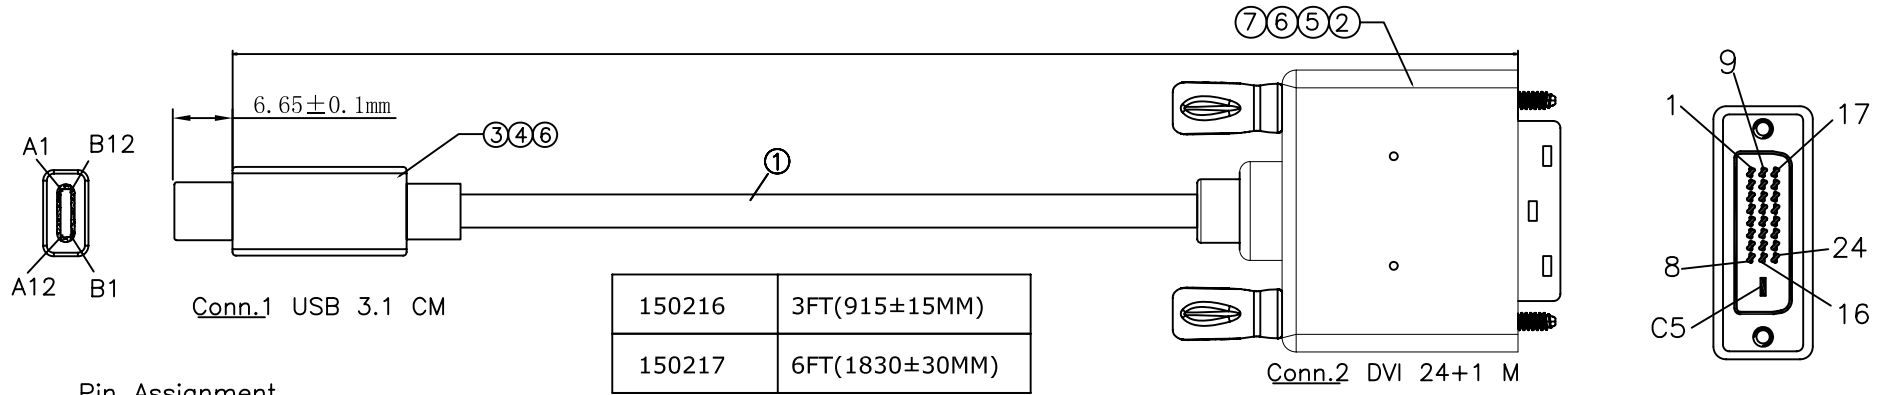 ⑦⑥⑤②
9
1
17
6.65±0.1mm
③④⑥
A1
B12
①
24
8
A12
B1
16
C5
Conn.1 USB 3.1 CM
150216 3FT(915±15MM)
150217 6FT(1830±30MM)
Conn.2 DVI 24+1 M
Pin Assignment